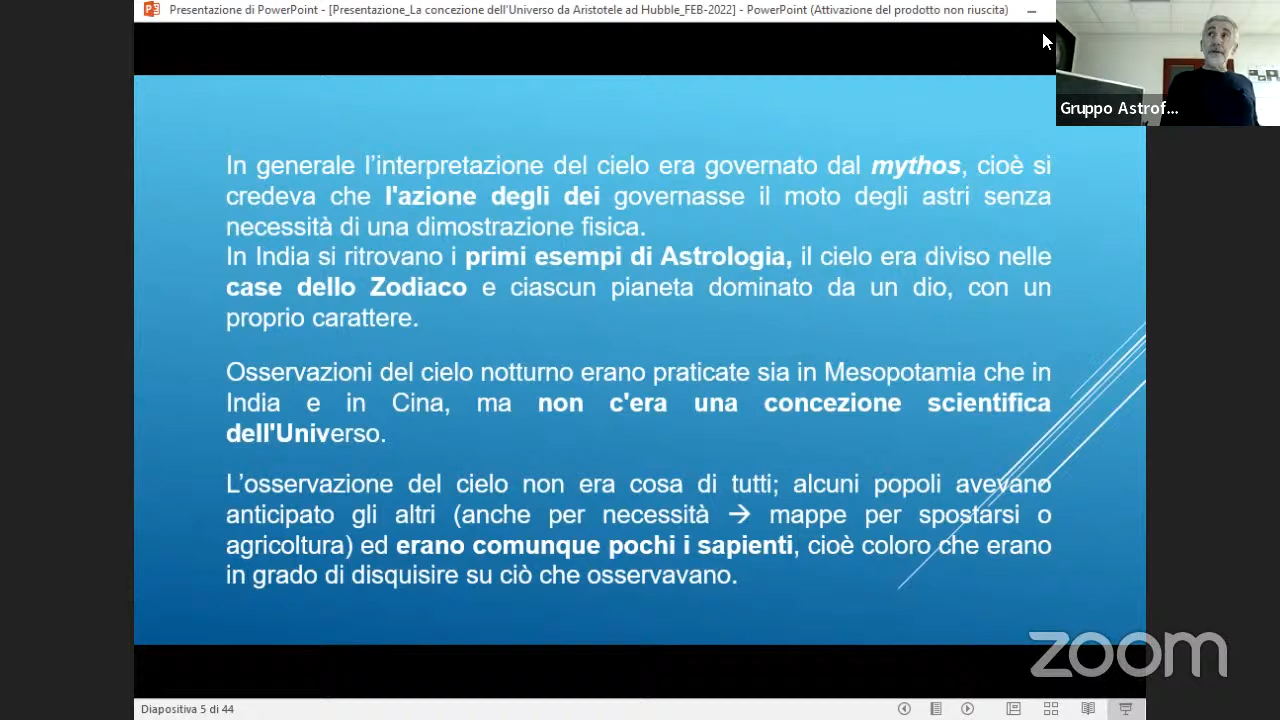 Presentazione di PowerPoint - [Presentazione_La concezione dell'Universo da Aristotele ad Hubble_FEB-2022] - PowerPoint (Attivazione del prodotto non riuscita)
Gruppo Astrof...
In generale l’interpretazione del cielo era governato dal mythos, cioè si
credeva che l'azione degli dei governasse il moto degli astri senza
necessità di una dimostrazione fisica.
In India si ritrovano i primi esempi di Astrologia, il cielo era diviso nelle
case dello Zodiaco e ciascun pianeta dominato da un dio, con un
proprio carattere.
Osservazioni del cielo notturno erano praticate sia in Mesopotamia che in
India e in Cina, ma non c'era una concezione scientifica
dell'Universo.
L’osservazione del cielo non era cosa di tutti; alcuni popoli avevano
anticipato gli altri (anche per necessità → mappe per spostarsi o
agricoltura) ed erano comunque pochi i sapienti, cioè coloro che erano
in grado di disquisire su ciò che osservavano.
zoom
Diapositiva 5 di 44